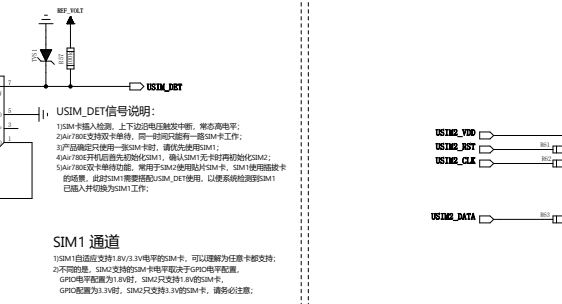 REF_VOLT
TVS1
R57
7
USIM_DET
5
3
1
USIM_DET信号说明：
1)SIM卡插入检测，上下边沿电压触发中断，常态高电平；
2)Air780E支持双卡单待，同一时间只能有一路SIM卡工作；
3)产品确定只使用一张SIM卡时，请优先使用SIM1；
4)Air780E开机后首先初始化SIM1，确认SIM1无卡时再初始化SIM2；
5)Air780E双卡单待功能，常用于SIM2使用贴片SIM卡，SIM1使用插拔卡
的场景，此时SIM1需要搭配USIM_DET使用，以便系统检测到SIM1
已插入并切换为SIM1工作；
SIM1 通道
1)SIM1自适应支持1.8V/3.3V电平的SIM卡，可以理解为任意卡都支持；
2)不同的是，SIM2支持的SIM卡电平取决于GPIO电平配置，
GPIO电平配置为1.8V时，SIM2只支持1.8V的SIM卡，
GPIO配置为3.3V时，SIM2只支持3.3V的SIM卡，请务必注意；
USIM2_VDD
USIM2_RST
R61
USIM2_CLK
R62
USIM2_DATA
R63